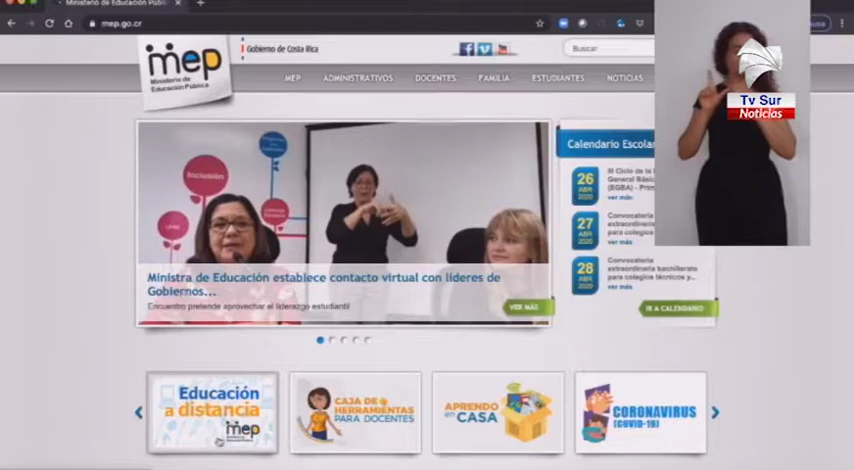 Ministerio de Educación Públi
mep.go.cr
mep
Ministerio de
Educación Pública
Gobierno de Costa Rica
Buscar
MEP
ADMINISTRATIVOS
DOCENTES
FAMILIA
ESTUDIANTES
NOTICIAS
Tv Sur
Noticias
Inclusión
Ministra de Educación establece contacto virtual con líderes de
Gobiernos...
Encuentro pretende aprovechar el liderazgo estudiantil
VER MÁS
Calendario Escolar
26
ABR
2020
III Ciclo de la
General Básic
(EGBA) - Prim
ver más
27
ABR
2020
Convocatoria
extraordinaria
para colegios
ver más
28
ABR
2020
Convocatoria
extraordinaria bachillerato
para colegios técnicos y...
ver más
IR A CALENDARIO
Educación
a distancia
mep
CAJA DE
HERRAMIENTAS
PARA DOCENTES
APRENDO
en CASA
CORONAVIRUS
(COVID-19)